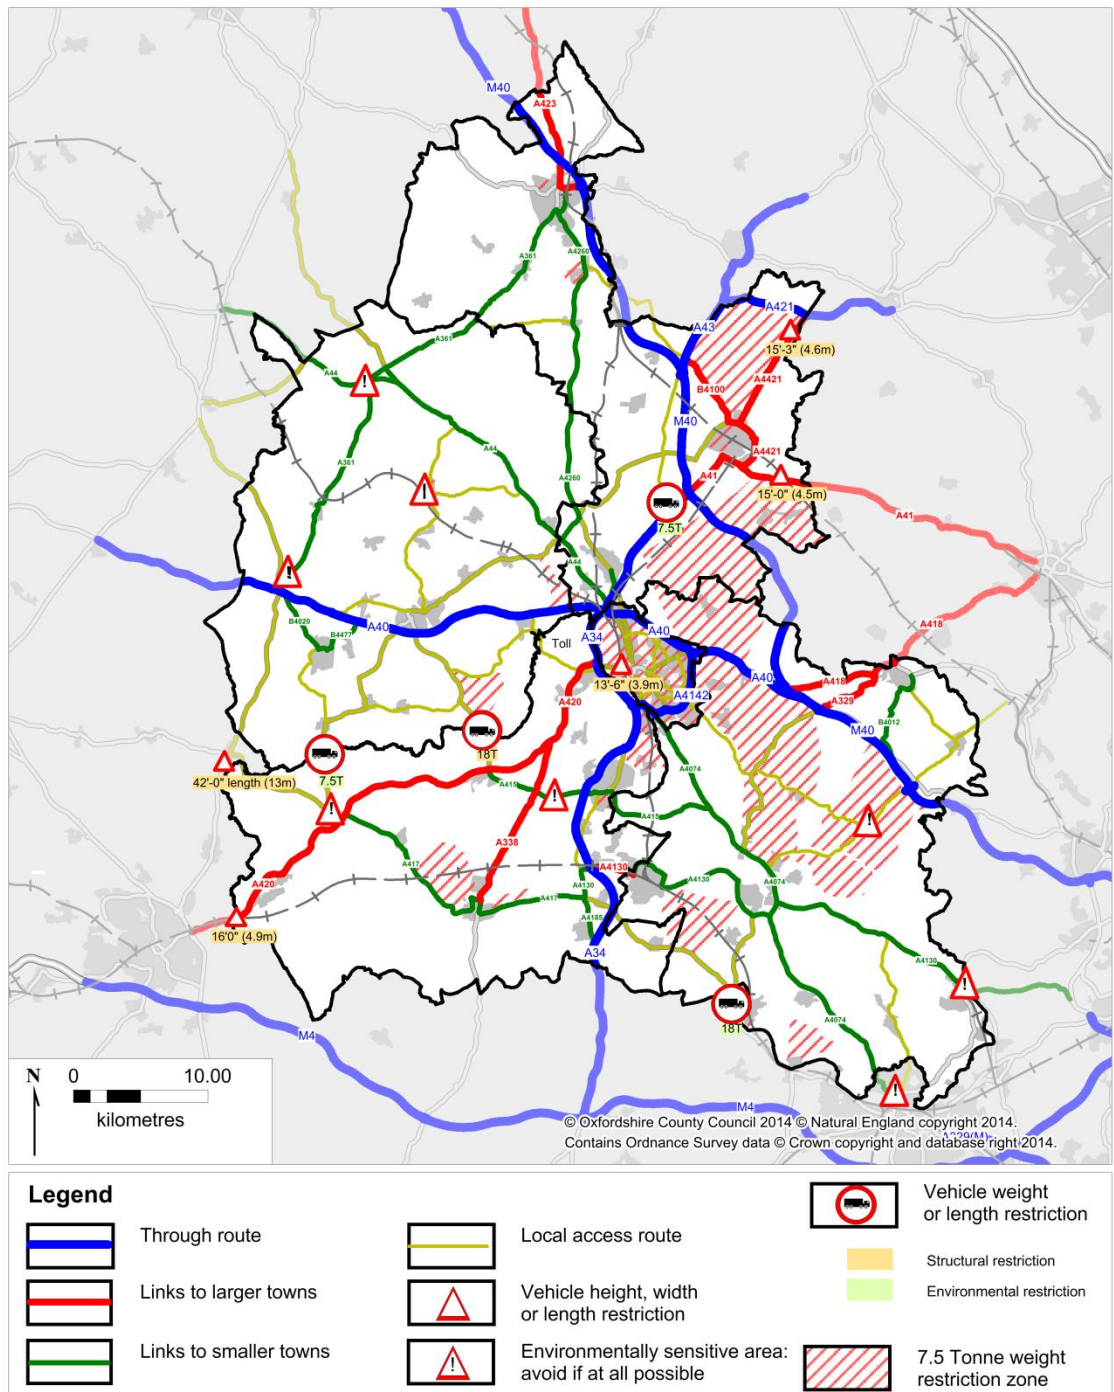 M40
A423
A361
A4260
A421
A43
15'-3" (4.6m)
A361
A44
B4100
A4421
M40
A44
A4421
A361
A4260
A41
15'-0" (4.5m)
7.5T
A41
A44
B4020
B4477
A40
A34
A40
Toll
A418
13'-6" (3.9m)
A4142
A40
A418
A329
A420
B4012
M40
18T
42'-0" length (13m)
7.5T
A415
A4074
A415
A338
A417
A4130
A4130
A4074
A420
A417
A4130
A4185
16'0" (4.9m)
A34
A4130
18T
A4074
M4
N
0 10.00
kilometres
M4
© Oxfordshire County Council 2014 © Natural England copyright 2014.
A329(M)
Contains Ordnance Survey data © Crown copyright and database right 2014.
Legend
Through route
Links to larger towns
Links to smaller towns
Local access route
Vehicle height, width
or length restriction
Environmentally sensitive area:
avoid if at all possible
Vehicle weight
or length restriction
Structural restriction
Environmental restriction
7.5 Tonne weight
restriction zone